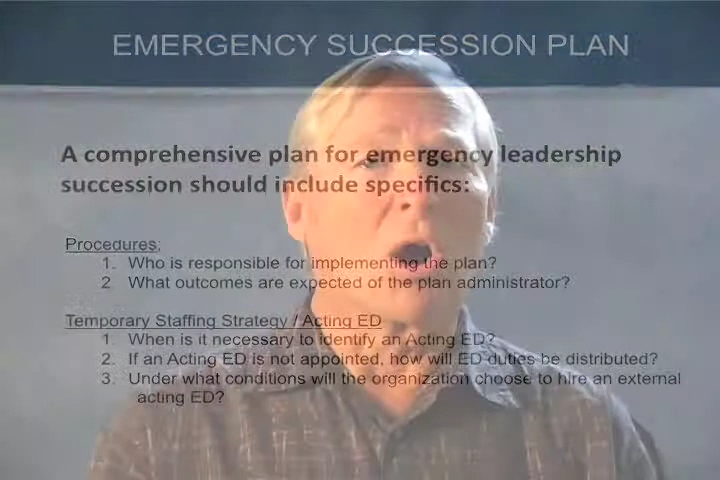 EMERGENCY SUCCESSION PLAN
A comprehensive plan for emergency leadership
succession should include specifics:
Procedures:
1. Who is responsible for implementing the plan?
2. What outcomes are expected of the plan administrator?
Temporary Staffing Strategy / Acting ED
1. When is it necessary to identify an Acting ED?
2. If an Acting ED is not appointed, how will ED duties be distributed?
3. Under what conditions will the organization choose to hire an external
acting ED?